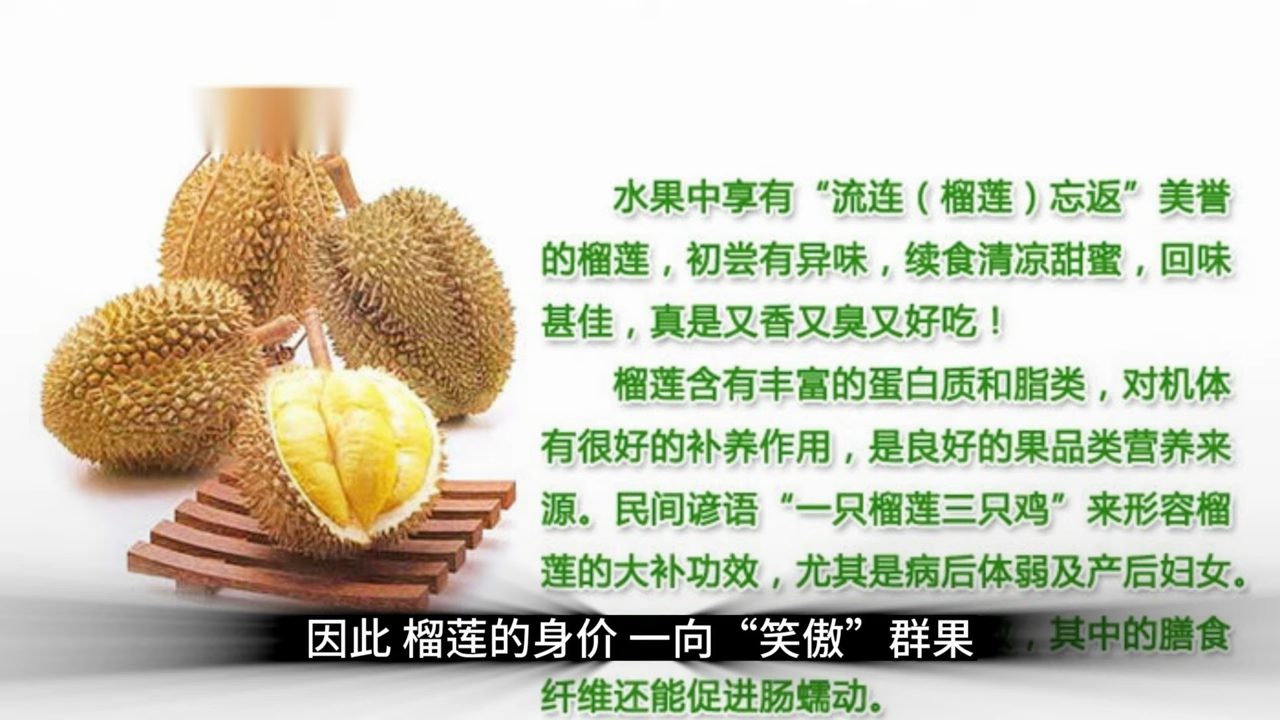 水果中享有“流连（榴莲）忘返”美誉
的榴莲，初尝有异味，续食清凉甜蜜，回味
甚佳，真是又香又臭又好吃！
榴莲含有丰富的蛋白质和脂类，对机体
有很好的补养作用，是良好的果品类营养来
源。民间谚语“一只榴莲三只鸡”来形容榴
莲的大补功效，尤其是病后体弱及产后妇女。
，其中的膳食
因此 榴莲的身价 一向“笑傲”群果
纤维还能促进肠蠕动。